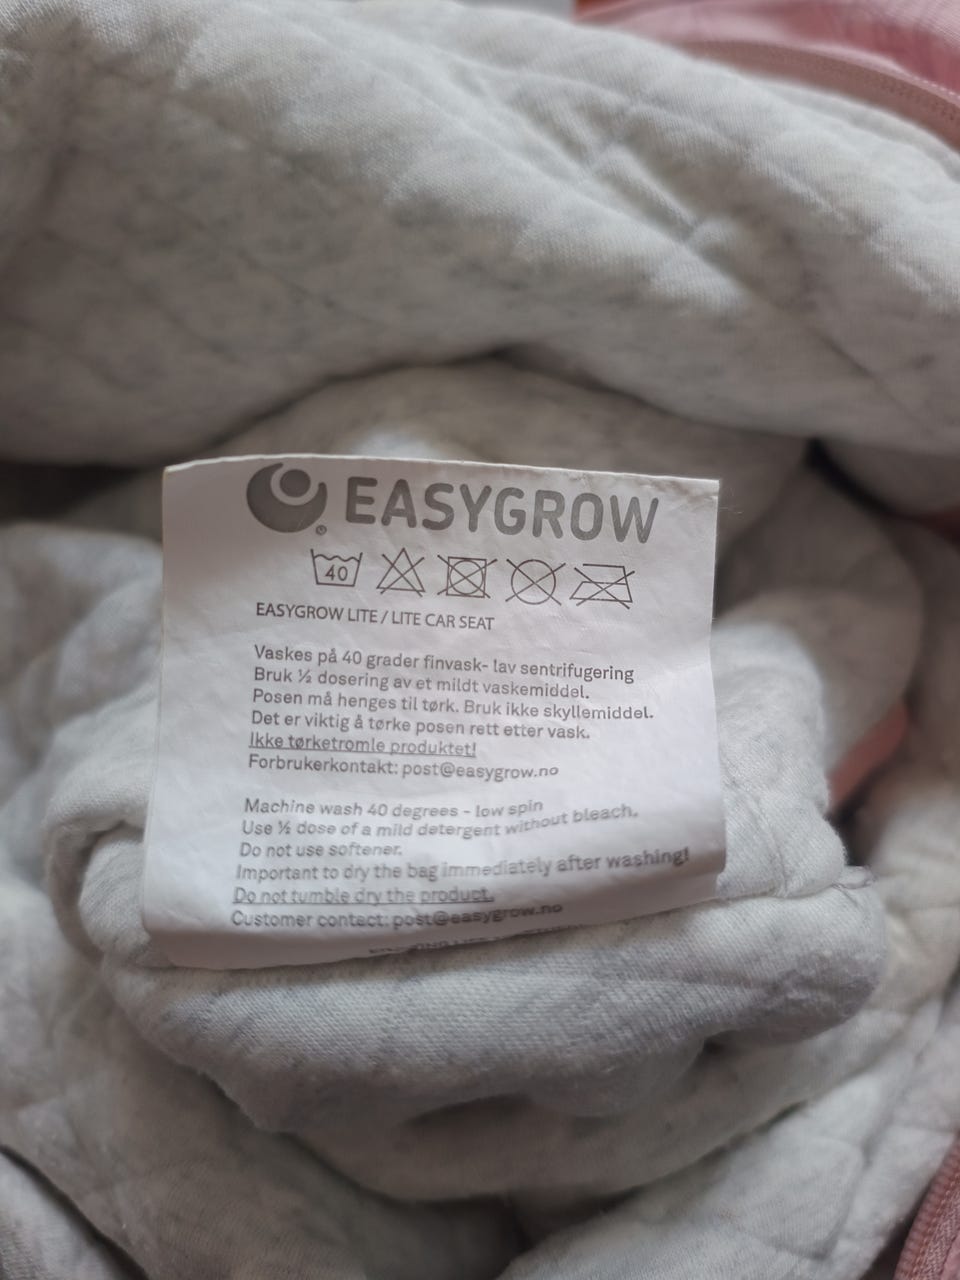 EASYGROW
®
40
EASYGROW LITE / LITE CAR SEAT
Vaskes på 40 grader finvask- lav sentrifugering
Bruk ½ dosering av et mildt vaskemiddel.
Posen må henges til tørk. Bruk ikke skyllemiddel.
Det er viktig å tørke posen rett etter vask.
Ikke tørketromle produktet!
Forbrukerkontakt: post@easygrow.no
Machine wash 40 degrees - low spin
Use ½ dose of a mild detergent without bleach.
Do not use softener.
Important to dry the bag immediately after washing!
Do not tumble dry the product.
Customer contact: post@easygrow.no